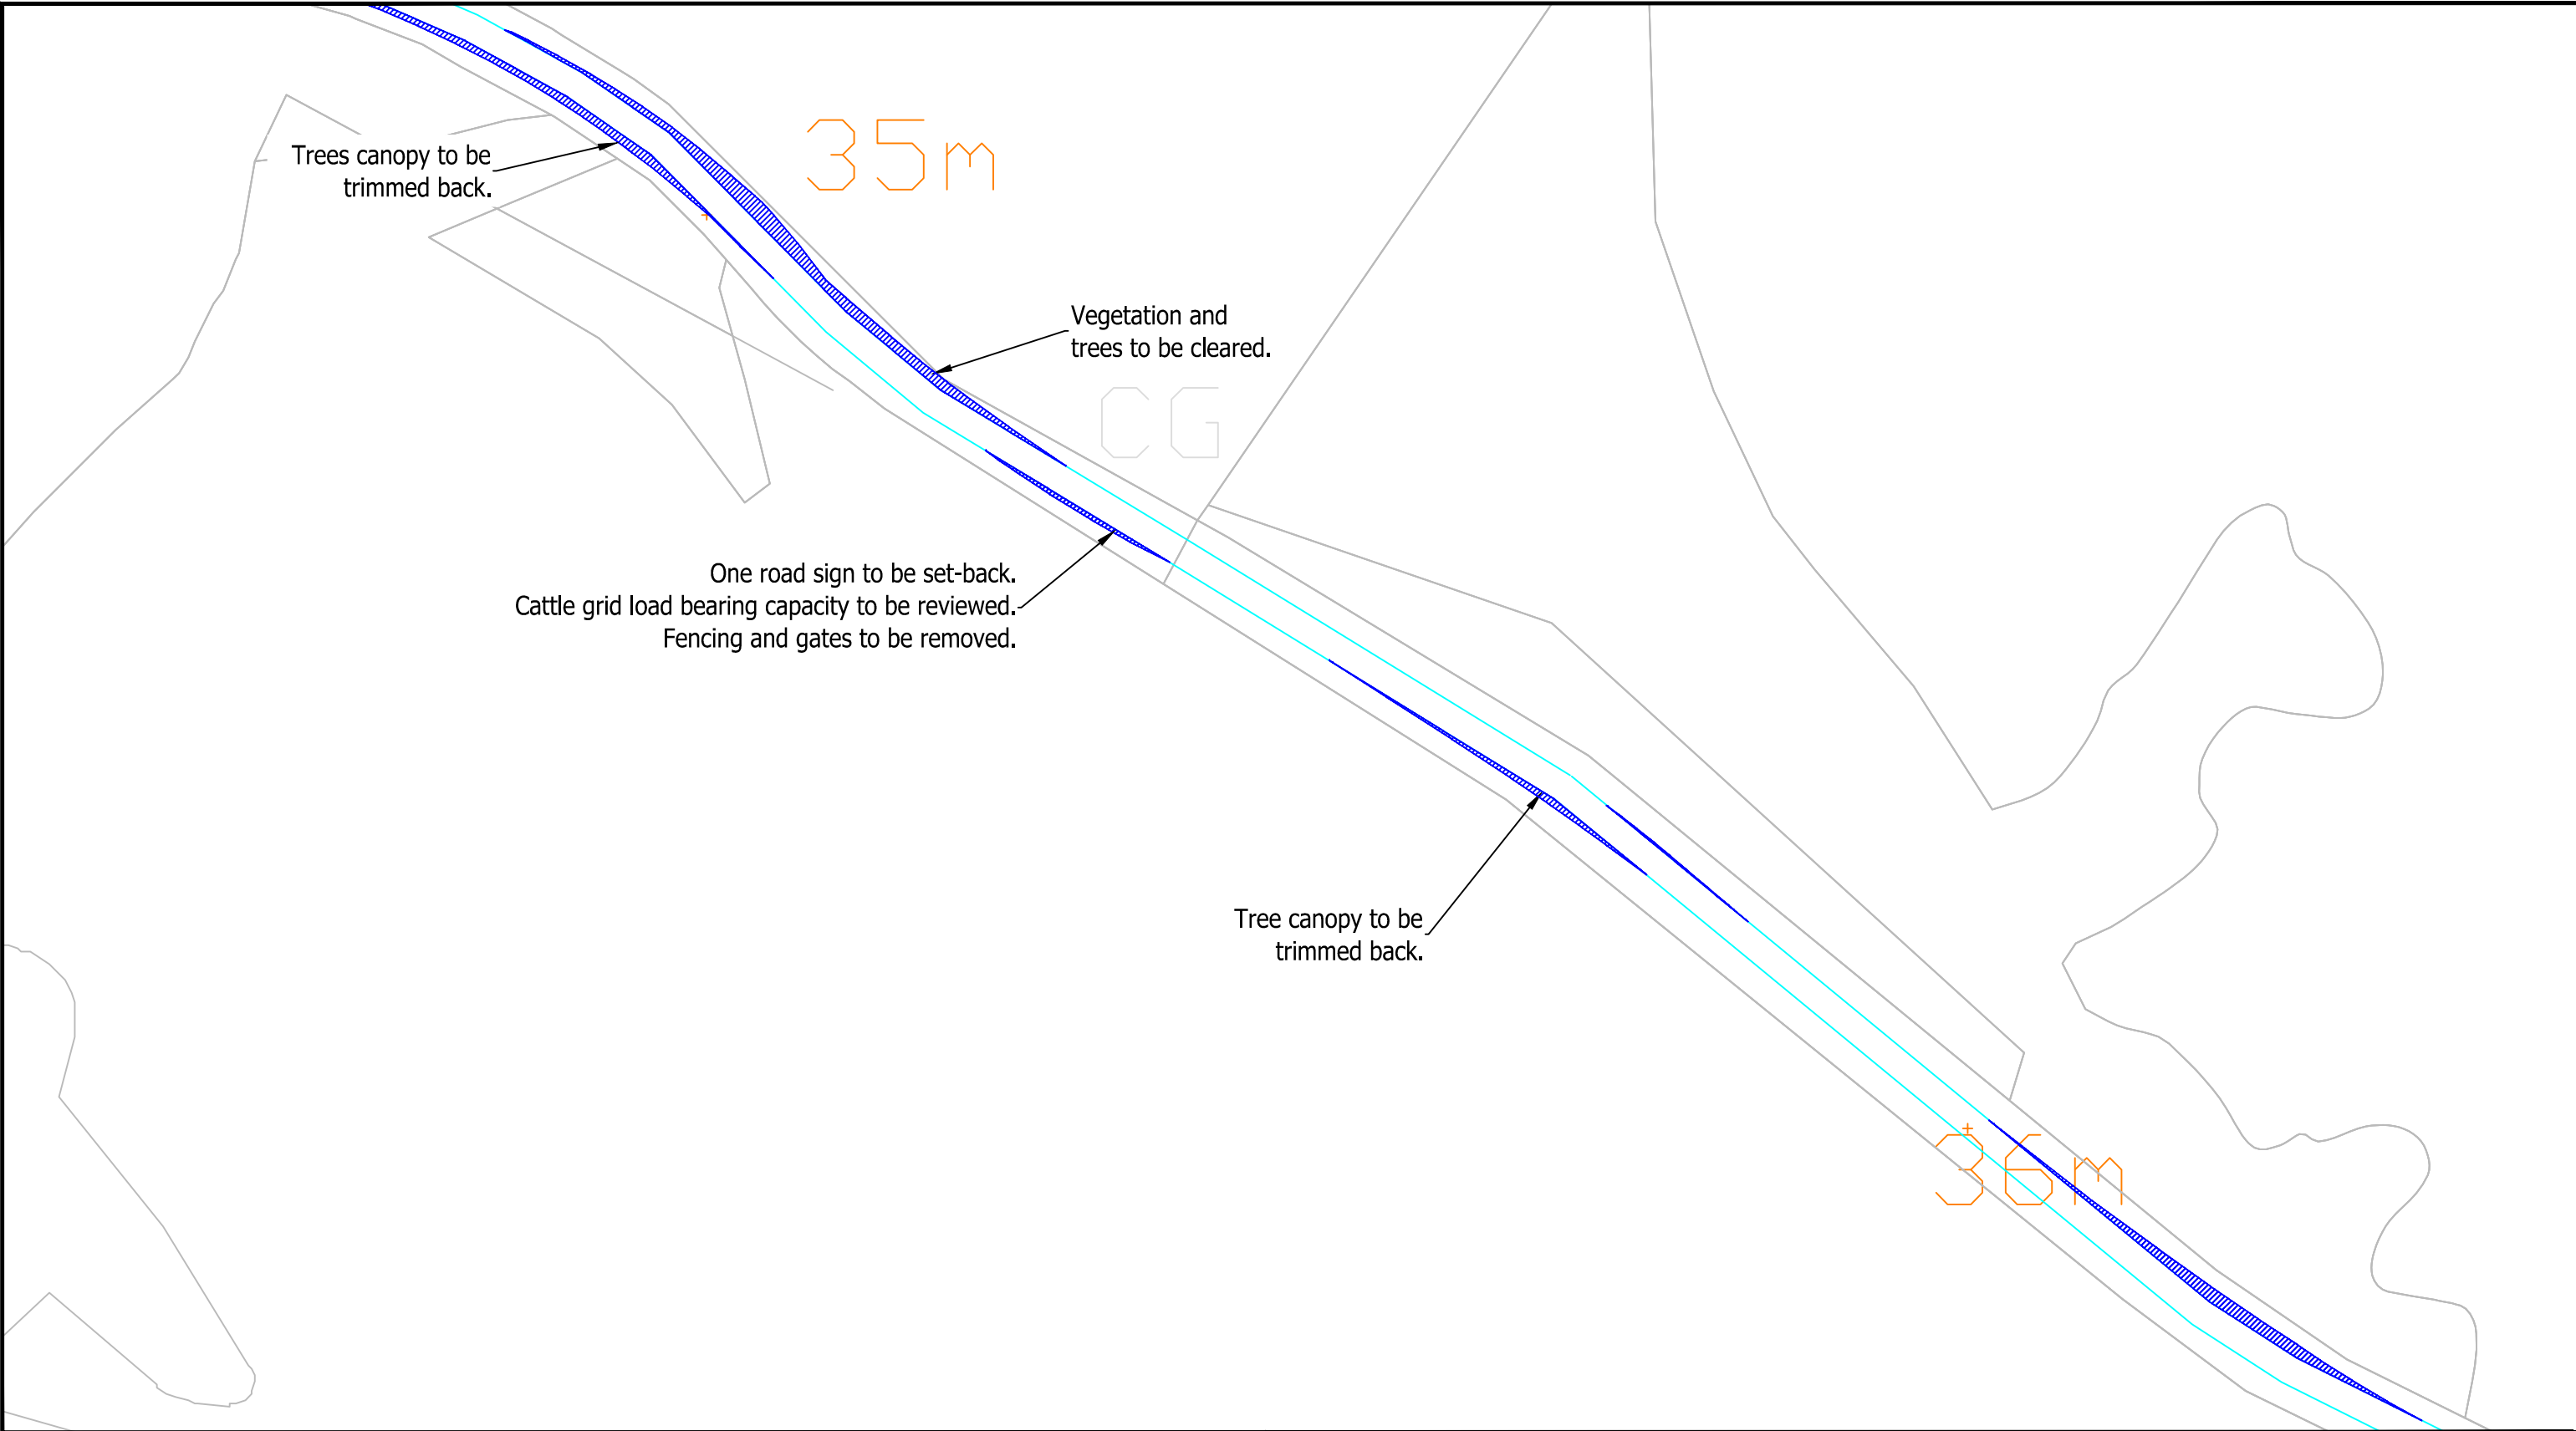 35m
Trees canopy to be
trimmed back.
Vegetation and
trees to be cleared.
CG
One road sign to be set-back.
Cattle grid load bearing capacity to be reviewed.
Fencing and gates to be removed.
Tree canopy to be
trimmed back.
36m